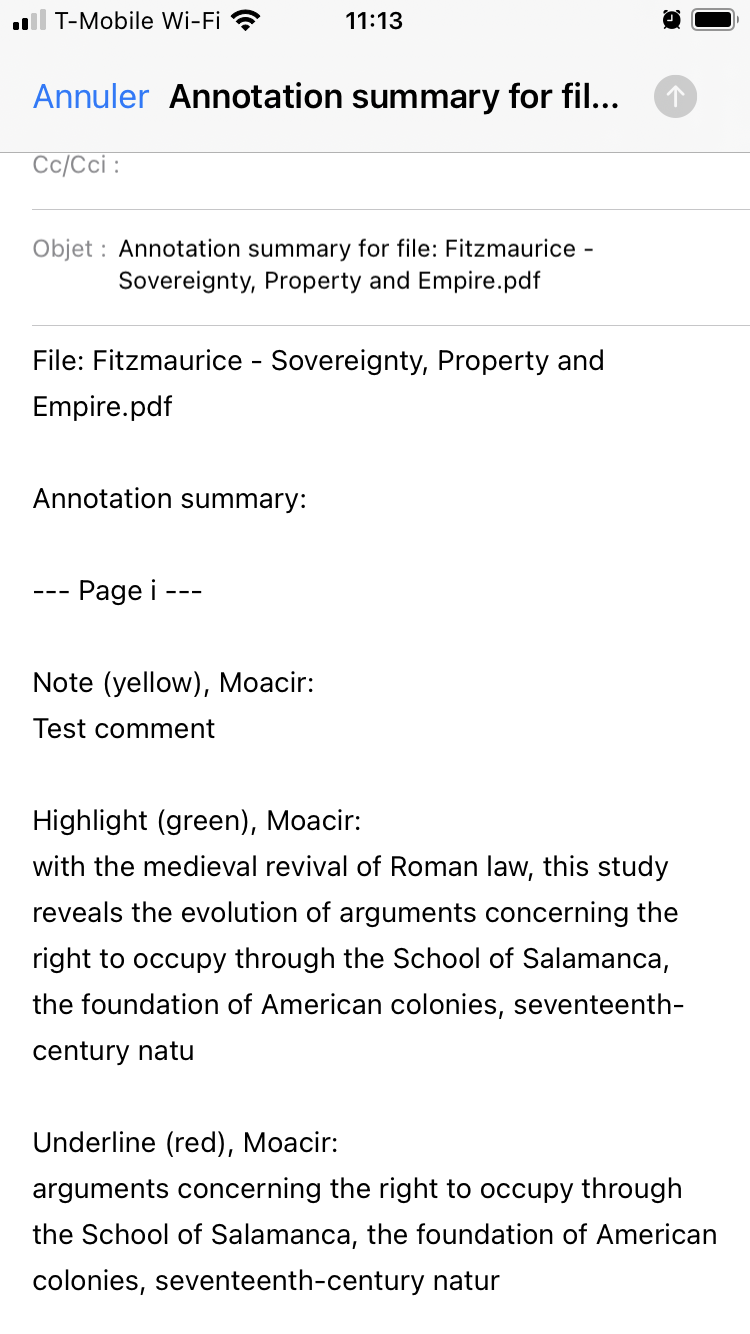 T-Mobile Wi-Fi 11:13
Annuler Annotation summary for fil...
Cc/Cci :
Objet : Annotation summary for file: Fitzmaurice -
Sovereignty, Property and Empire.pdf
File: Fitzmaurice - Sovereignty, Property and
Empire.pdf
Annotation summary:
--- Page i ---
Note (yellow), Moacir:
Test comment
Highlight (green), Moacir:
with the medieval revival of Roman law, this study
reveals the evolution of arguments concerning the
right to occupy through the School of Salamanca,
the foundation of American colonies, seventeenth-
century natu
Underline (red), Moacir:
arguments concerning the right to occupy through
the School of Salamanca, the foundation of American
colonies, seventeenth-century natur